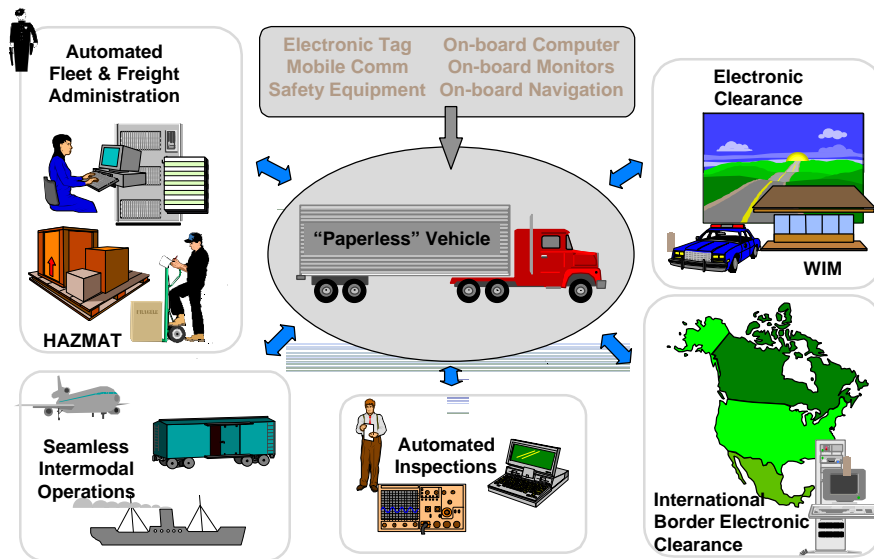 Automated
Fleet & Freight
Administration
HAZMAT
Electronic Tag
Mobile Comm
Safety Equipment
On-board Computer
On-board Monitors
On-board Navigation
Electronic
Clearance
WIM
“Paperless” Vehicle
Seamless
Intermodal
Operations
Automated
Inspections
International
Border Electronic
Clearance